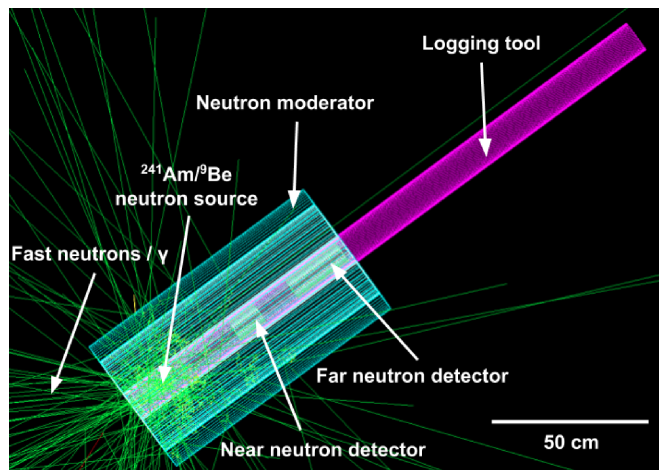 Logging tool
Neutron moderator
²⁴¹Am/⁹Be
neutron source
Fast neutrons / γ
Far neutron detector
Near neutron detector
50 cm